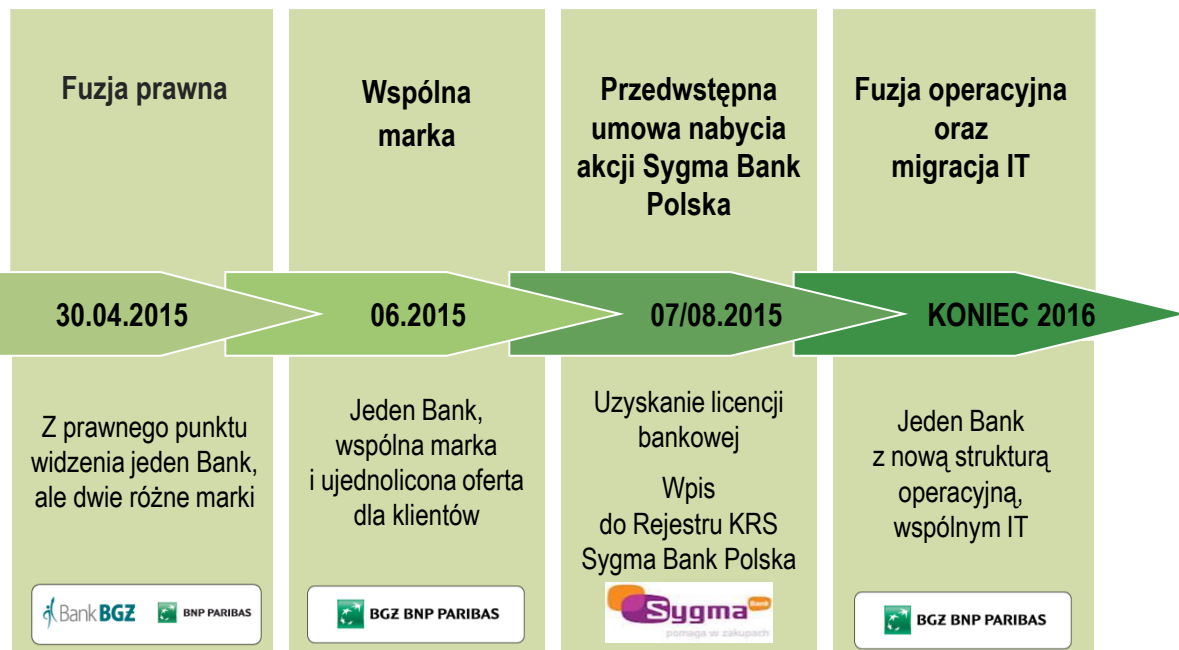 Fuzja prawna
Wspólna
marka
Przedwstępna
umowa nabycia
akcji Sygma Bank
Polska
Fuzja operacyjna
oraz
migracja IT
30.04.2015
06.2015
07/08.2015
KONIEC 2016
Z prawnego punktu
widzenia jeden Bank,
ale dwie różne marki
Jeden Bank,
wspólna marka
i ujednolicona oferta
dla klientów
Uzyskanie licencji
bankowej
Wpis
do Rejestru KRS
Sygma Bank Polska
Jeden Bank
z nową strukturą
operacyjną,
wspólnym IT
Bank BGŻ BNP PARIBAS
BGŻ BNP PARIBAS
Sygma Bank
pomaga w zakupach
BGŻ BNP PARIBAS